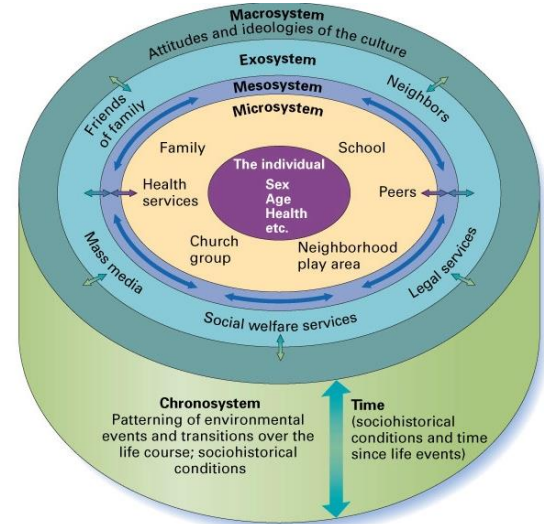 Macrosystem
Attitudes and ideologies of the culture
Exosystem
Mesosystem
Microsystem
Friends
of family
Neighbors
Family
School
The individual
Sex
Age
Health
etc.
Health
services
Peers
Church
group
Neighborhood
play area
Mass media
Legal services
Social welfare services
Chronosystem
Patterning of environmental
events and transitions over the
life course; sociohistorical
conditions
Time
(sociohistorical
conditions and time
since life events)